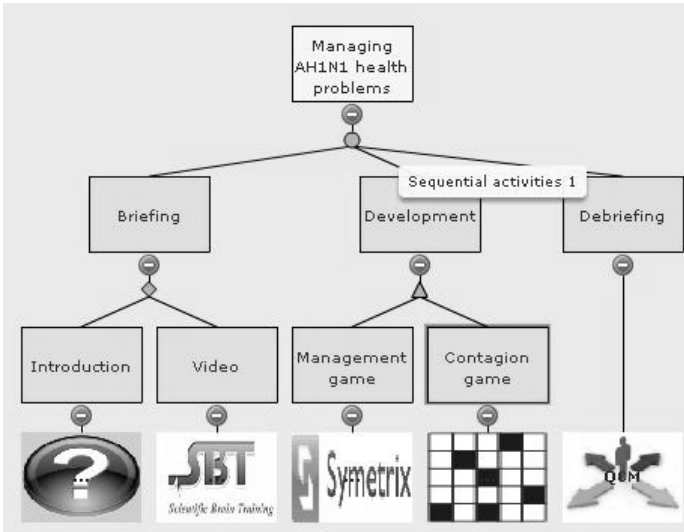 Managing
AH1N1 health
problems
Sequential activities 1
Briefing
Development
Debriefing
Introduction
Video
Management
game
Contagion
game
?
SBT
Scientific Brain Training
Symetrix
...
QCM